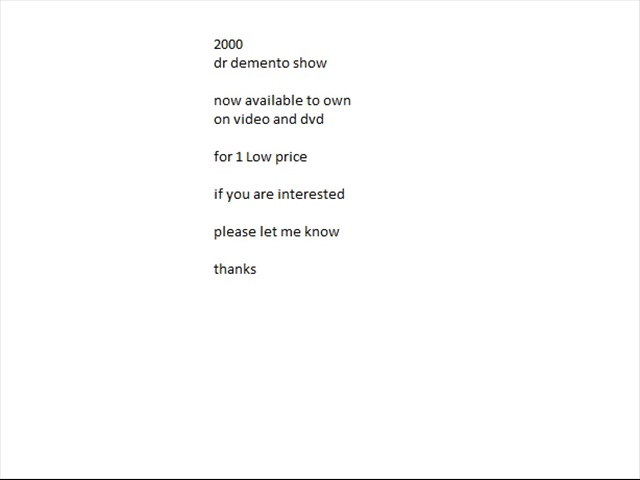 2000
dr demento show
now available to own
on video and dvd
for 1 Low price
if you are interested
please let me know
thanks